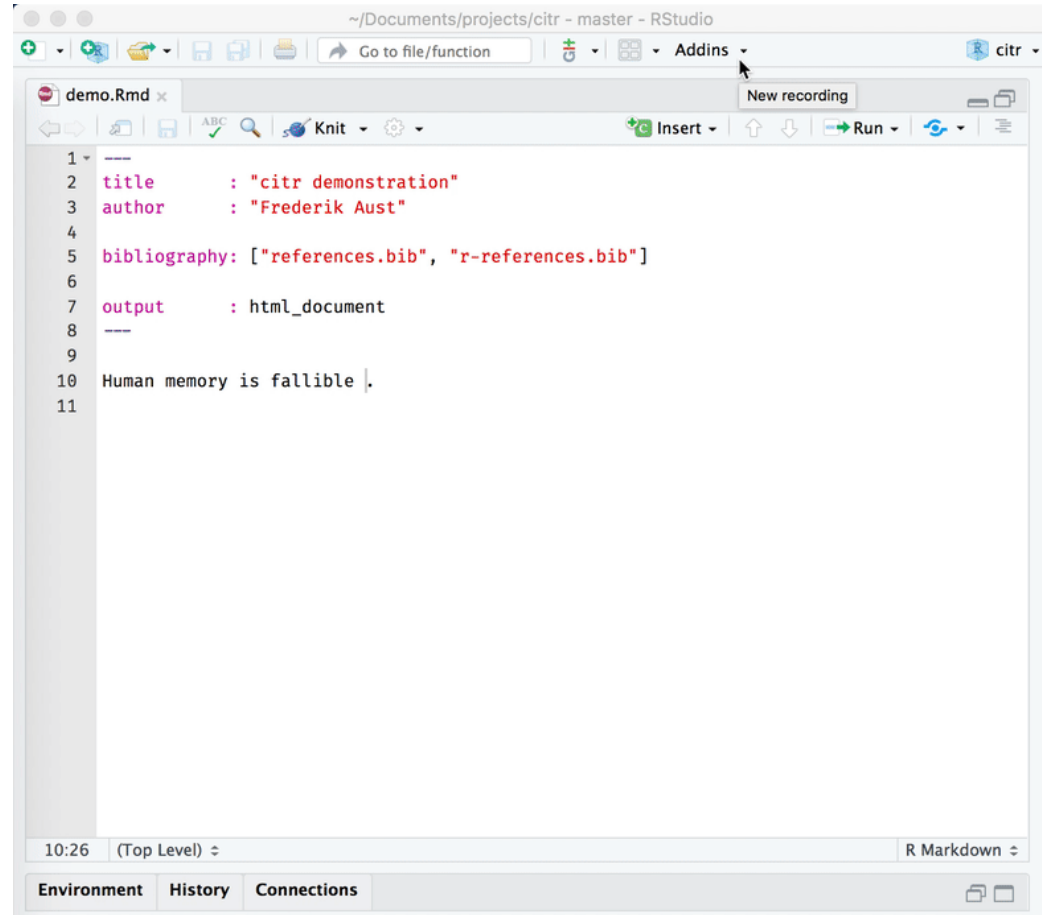 ~/Documents/projects/citr - master - RStudio
Go to file/function Addins citr
demo.Rmd New recording
ABC Knit Insert Run
1 ---
2 title : "citr demonstration"
3 author : "Frederik Aust"
4
5 bibliography: ["references.bib", "r-references.bib"]
6
7 output : html_document
8 ---
9
10 Human memory is fallible .
11
10:26 (Top Level) R Markdown
Environment History Connections